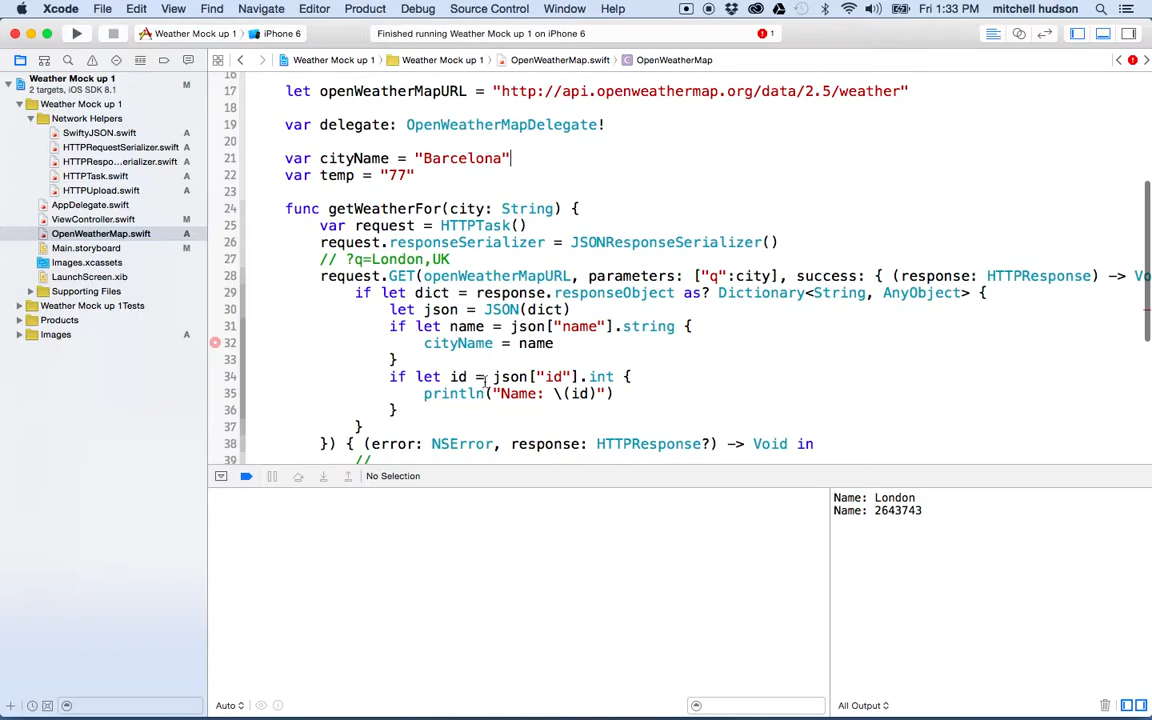 Xcode File Edit View Find Navigate Editor Product Debug Source Control Window Help Fri 1:33 PM mitchell hudson
Weather Mock up 1 iPhone 6 Finished running Weather Mock up 1 on iPhone 6 1
Weather Mock up 1 Weather Mock up 1 OpenWeatherMap.swift C OpenWeatherMap
Weather Mock up 1 M
2 targets, iOS SDK 8.1
Weather Mock up 1
Network Helpers
SwiftyJSON.swift A
HTTPRequestSerializer.swift A
HTTPRespo...erializer.swift A
HTTPTask.swift A
HTTPUpload.swift A
AppDelegate.swift
ViewController.swift M
OpenWeatherMap.swift A
Main.storyboard M
Images.xcassets
LaunchScreen.xib
Supporting Files
Weather Mock up 1Tests
Products
Images A
16
17 let openWeatherMapURL = "http://api.openweathermap.org/data/2.5/weather"
18
19 var delegate: OpenWeatherMapDelegate!
20
21 var cityName = "Barcelona"
22 var temp = "77"
23
24 func getWeatherFor(city: String) {
25 var request = HTTPTask()
26 request.responseSerializer = JSONResponseSerializer()
27 // ?q=London,UK
28 request.GET(openWeatherMapURL, parameters: ["q":city], success: { (response: HTTPResponse) -> Vo
29 if let dict = response.responseObject as? Dictionary<String, AnyObject> {
30 let json = JSON(dict)
31 if let name = json["name"].string {
32 cityName = name
33 }
34 if let id = json["id"].int {
35 println("Name: \(id)")
36 }
37 }
38 }) { (error: NSError, response: HTTPResponse?) -> Void in
39 //
No Selection
Name: London
Name: 2643743
Auto
All Output